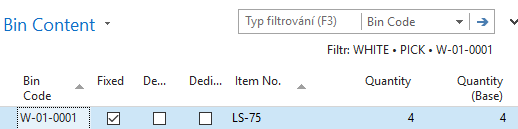 Bin Content
Typ filtrování (F3) Bin Code
Filtr: WHITE • PICK • W-01-0001
Bin Code Fixed De... Dedi... Item No. Quantity Quantity (Base)
W-01-0001 LS-75 4 4